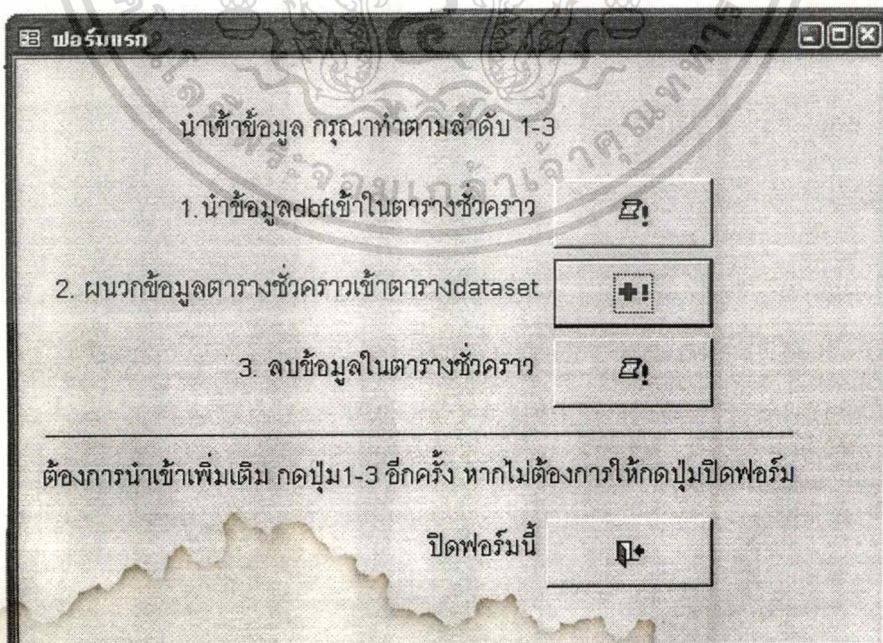 ฟอร์มแรก
นำเข้าข้อมูล กรุณาทำตามลำดับ 1-3
1.นำข้อมูลdbfเข้าในตารางชั่วคราว
2. ผนวกข้อมูลตารางชั่วคราวเข้าตารางdataset
3. ลบข้อมูลในตารางชั่วคราว
ต้องการนำเข้าเพิ่มเติม กดปุ่ม1-3 อีกครั้ง หากไม่ต้องการให้กดปุ่มปิดฟอร์ม
ปิดฟอร์มนี้